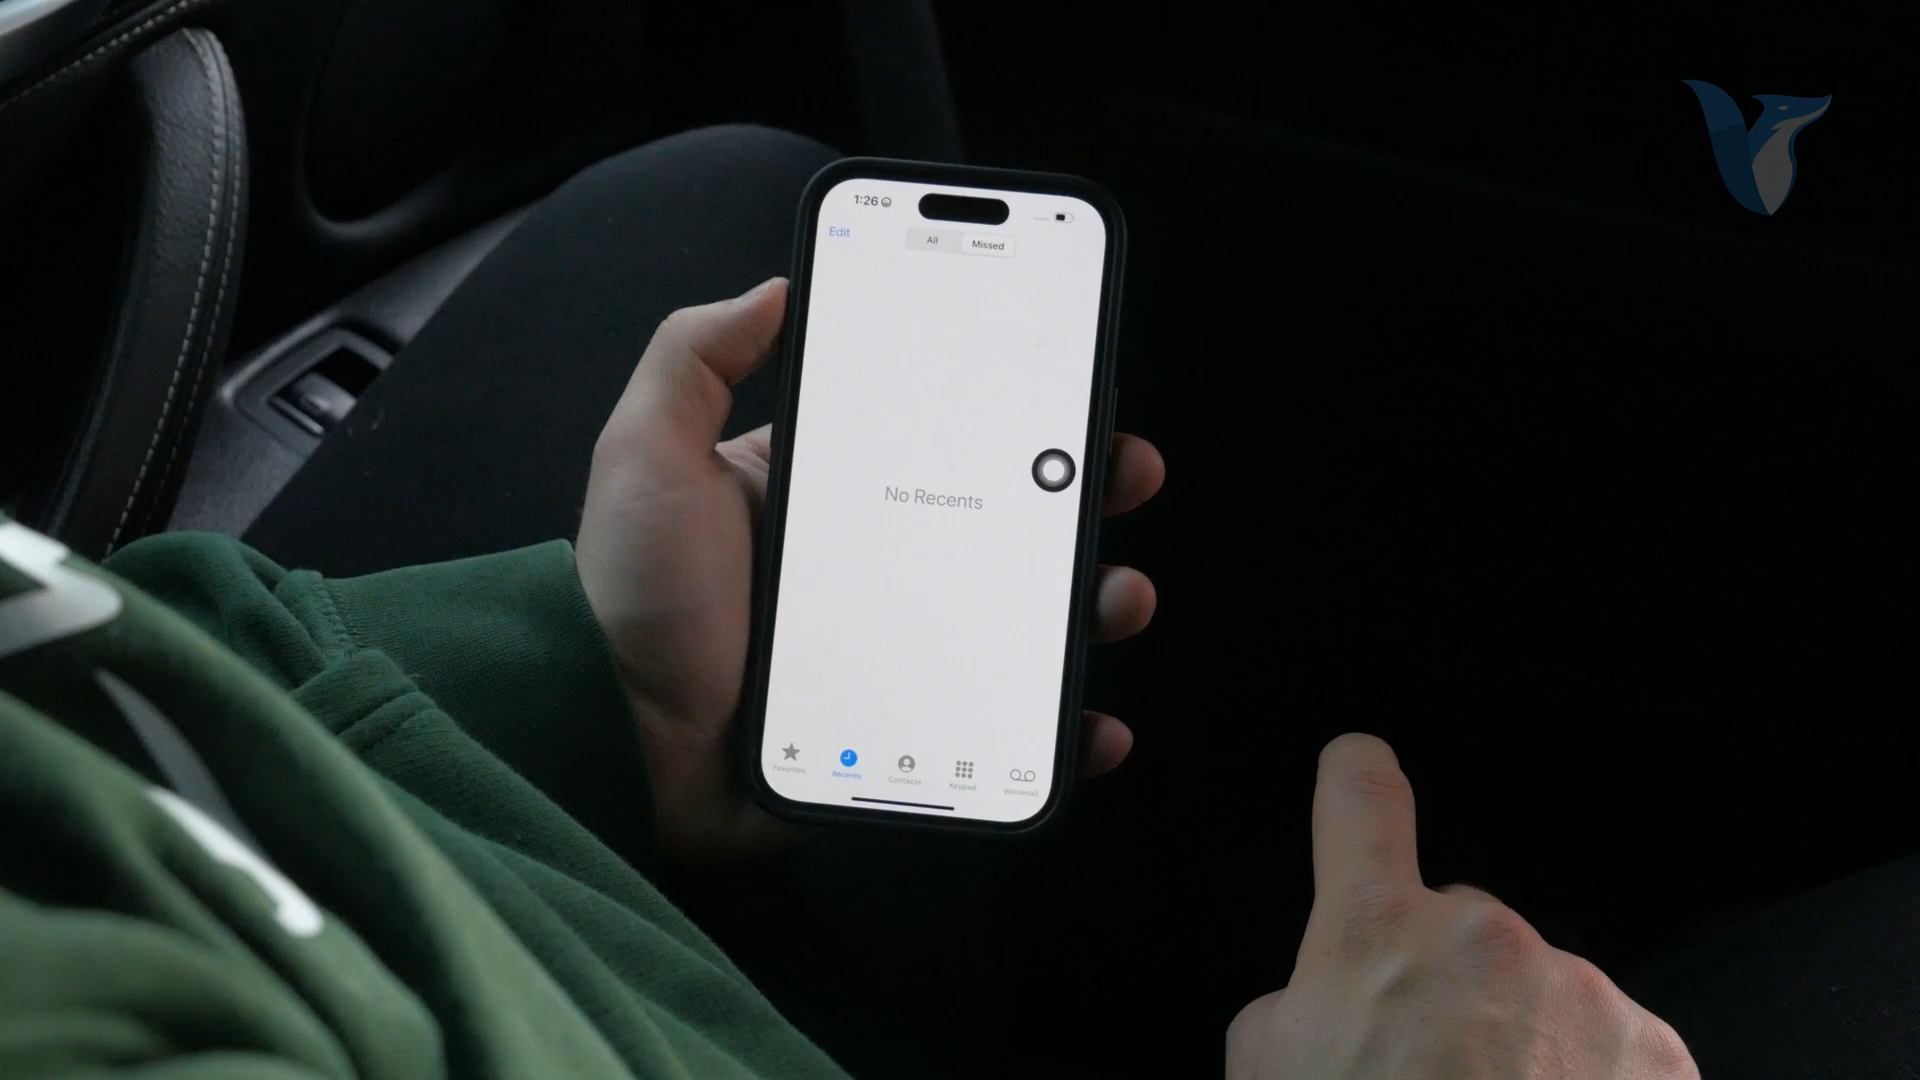 1:26
Edit
All Missed
No Recents
Favorites Recents Contacts Keypad Voicemail